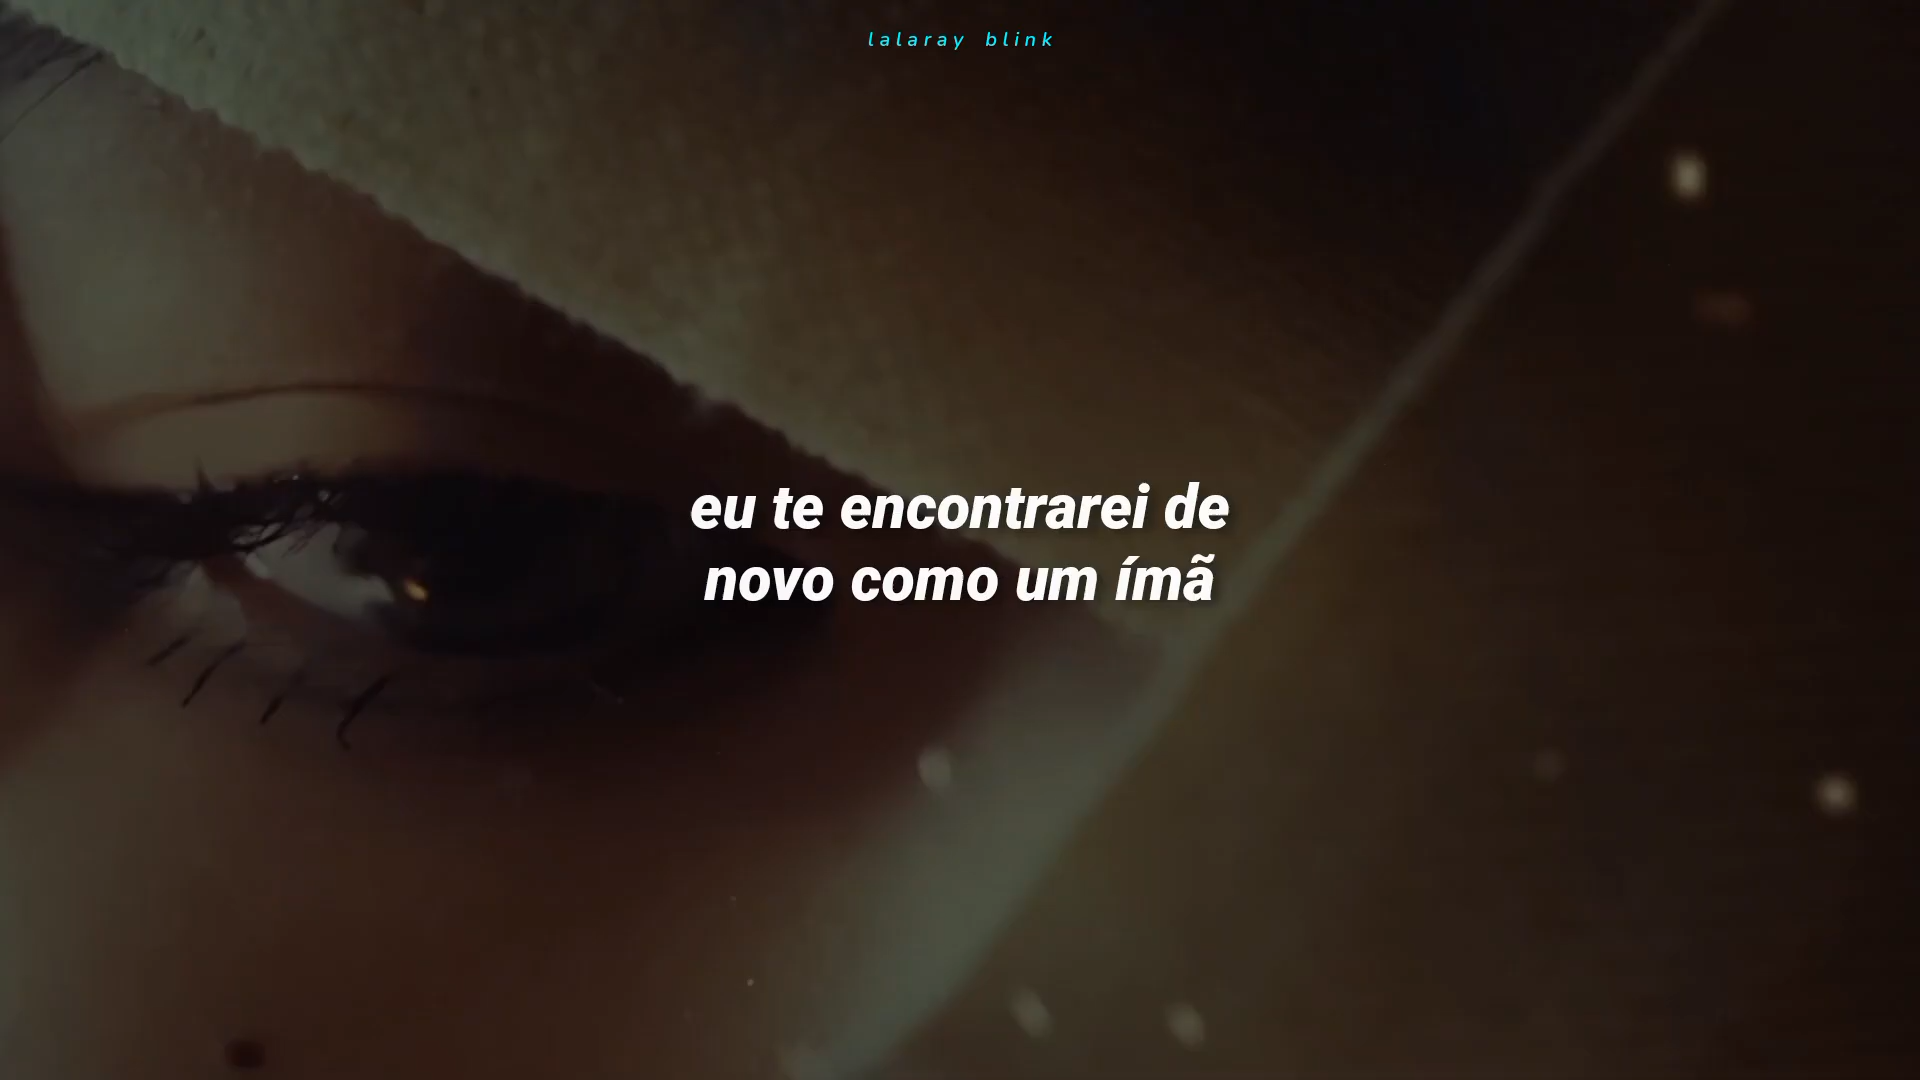 lalaray blink
eu te encontrarei de
novo como um ímã